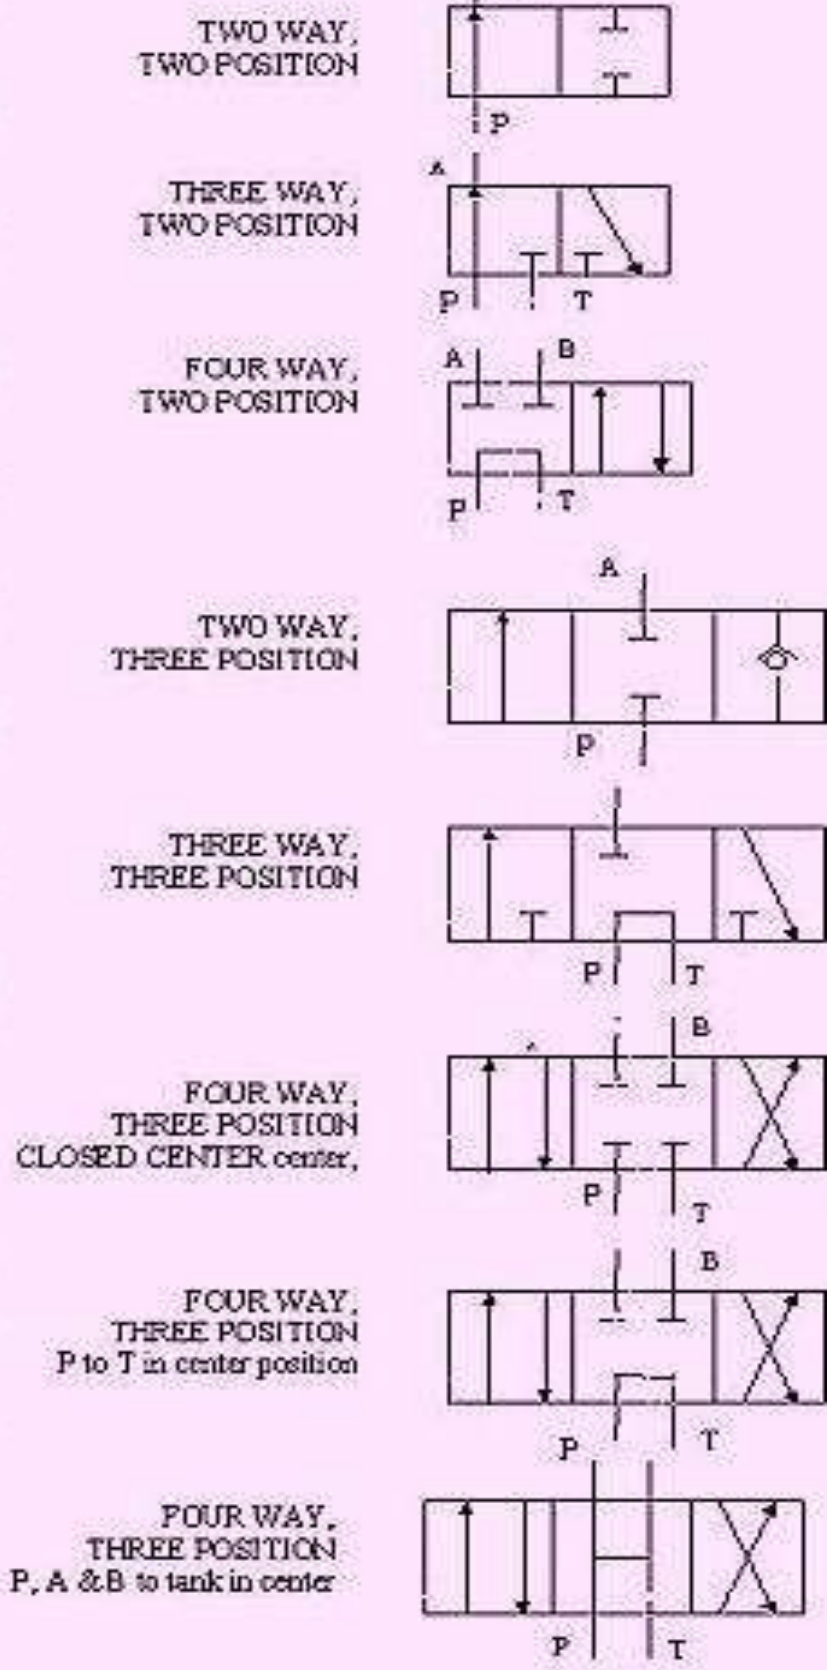 TWO WAY,
TWO POSITION
P
A
THREE WAY,
TWO POSITION
P
T
A
B
FOUR WAY,
TWO POSITION
P
T
A
TWO WAY,
THREE POSITION
P
THREE WAY,
THREE POSITION
P
T
B
FOUR WAY,
THREE POSITION
CLOSED CENTER center,
P
T
B
FOUR WAY,
THREE POSITION
P to T in center position
P
T
FOUR WAY,
THREE POSITION
P, A & B to tank in center
P
T